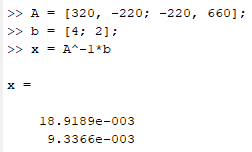 >> A = [320, -220; -220, 660];
>> b = [4; 2];
>> x = A^-1*b
x =
18.9189e-003
9.3366e-003